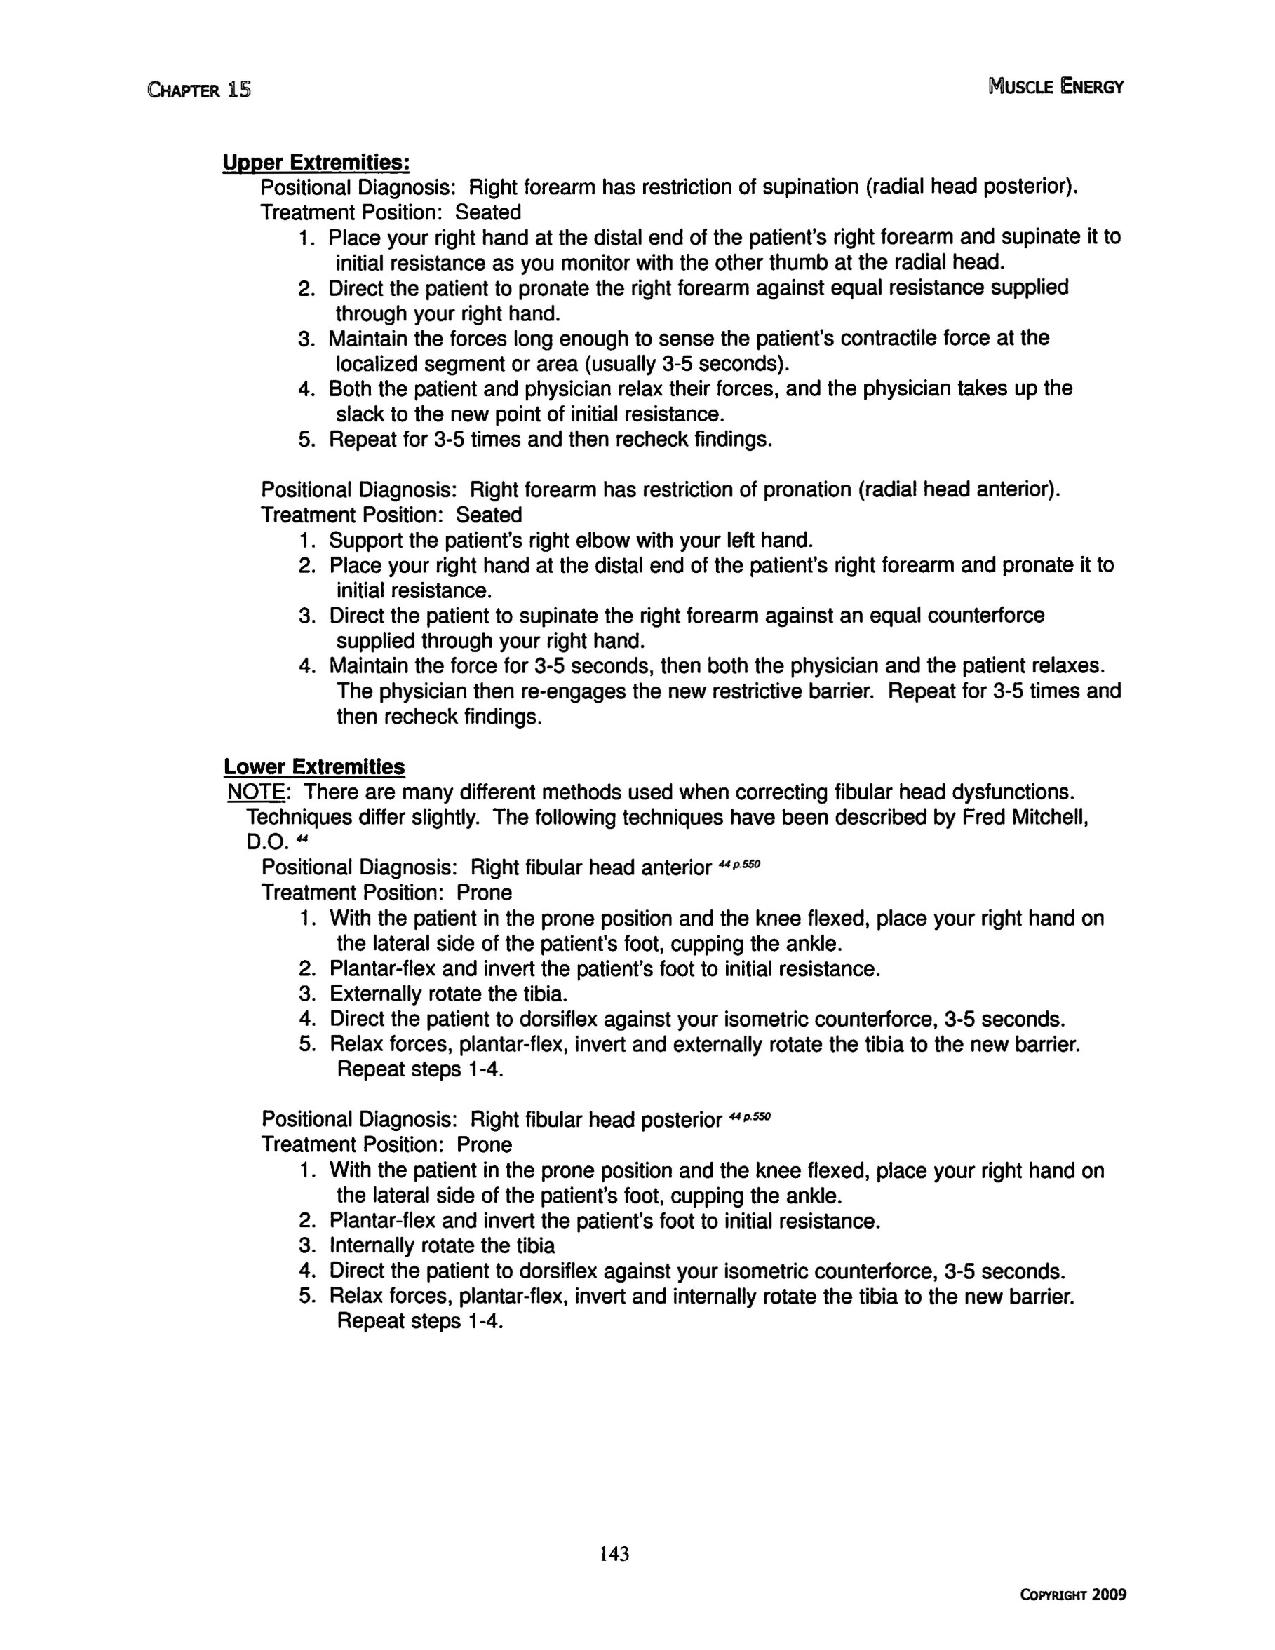 CHAPTER 15
MUSCLE ENERGY
Upper Extremities:
Positional Diagnosis: Right forearm has restriction of supination (radial head posterior).
Treatment Position: Seated
1. Place your right hand at the distal end of the patient's right forearm and supinate it to
initial resistance as you monitor with the other thumb at the radial head.
2. Direct the patient to pronate the right forearm against equal resistance supplied
through your right hand.
3. Maintain the forces long enough to sense the patient's contractile force at the
localized segment or area (usually 3-5 seconds).
4. Both the patient and physician relax their forces, and the physician takes up the
slack to the new point of initial resistance.
5. Repeat for 3-5 times and then recheck findings.
Positional Diagnosis: Right forearm has restriction of pronation (radial head anterior).
Treatment Position: Seated
1. Support the patient's right elbow with your left hand.
2. Place your right hand at the distal end of the patient's right forearm and pronate it to
initial resistance.
3. Direct the patient to supinate the right forearm against an equal counterforce
supplied through your right hand.
4. Maintain the force for 3-5 seconds, then both the physician and the patient relaxes.
The physician then re-engages the new restrictive barrier. Repeat for 3-5 times and
then recheck findings.
Lower Extremities
NOTE: There are many different methods used when correcting fibular head dysfunctions.
Techniques differ slightly. The following techniques have been described by Fred Mitchell,
D.O. 44
Positional Diagnosis: Right fibular head anterior 44 p.550
Treatment Position: Prone
1. With the patient in the prone position and the knee flexed, place your right hand on
the lateral side of the patient's foot, cupping the ankle.
2. Plantar-flex and invert the patient's foot to initial resistance.
3. Externally rotate the tibia.
4. Direct the patient to dorsiflex against your isometric counterforce, 3-5 seconds.
5. Relax forces, plantar-flex, invert and externally rotate the tibia to the new barrier.
Repeat steps 1-4.
Positional Diagnosis: Right fibular head posterior 44 p.550
Treatment Position: Prone
1. With the patient in the prone position and the knee flexed, place your right hand on
the lateral side of the patient's foot, cupping the ankle.
2. Plantar-flex and invert the patient's foot to initial resistance.
3. Internally rotate the tibia
4. Direct the patient to dorsiflex against your isometric counterforce, 3-5 seconds.
5. Relax forces, plantar-flex, invert and internally rotate the tibia to the new barrier.
Repeat steps 1-4.
143
COPYRIGHT 2009